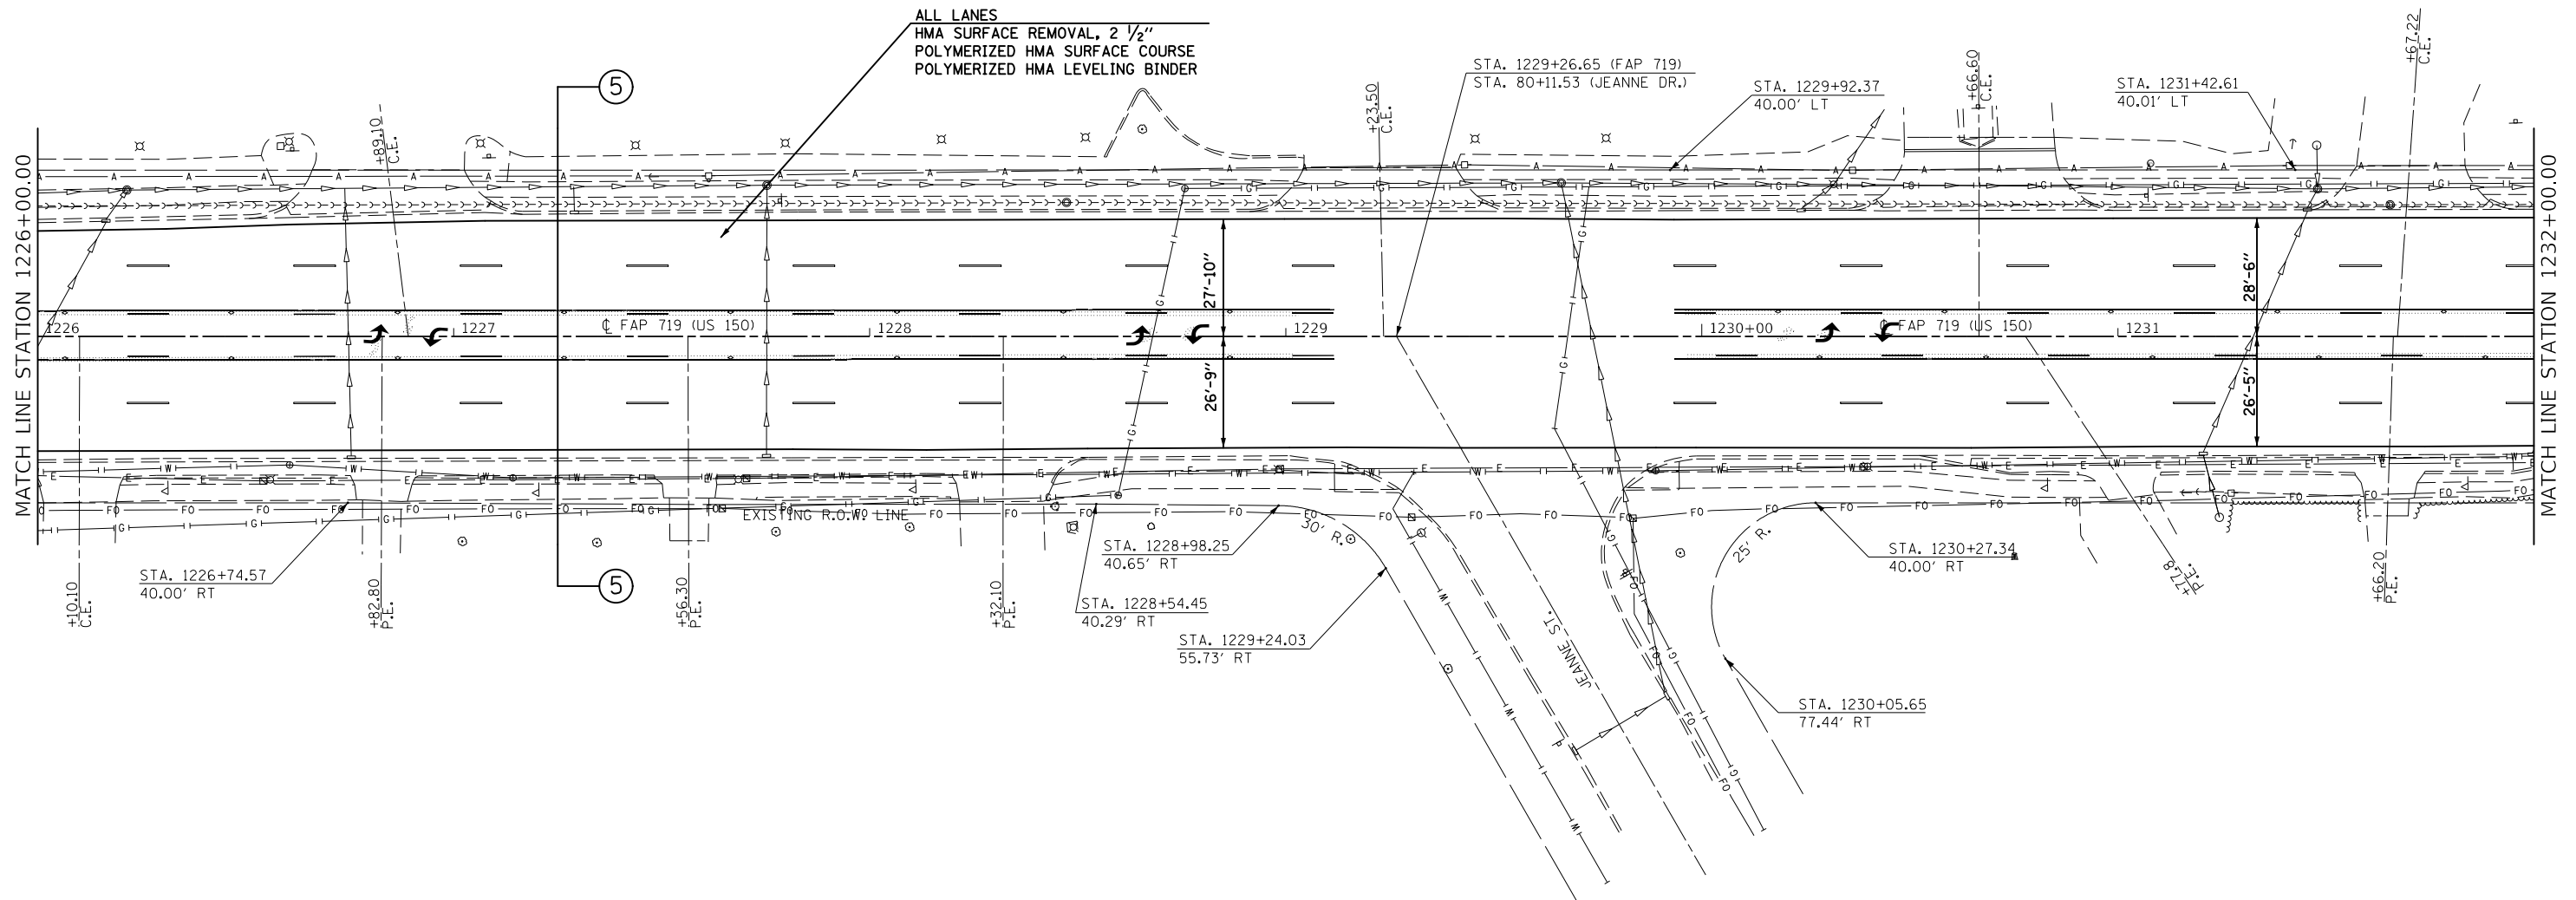 ALL LANES
HMA SURFACE REMOVAL, 2 1/2"
POLYMERIZED HMA SURFACE COURSE
POLYMERIZED HMA LEVELING BINDER
5
STA. 1229+26.65 (FAP 719)
STA. 80+11.53 (JEANNE DR.)
STA. 1229+92.37
40.00' LT
STA. 1231+42.61
40.01' LT
+89.10
C.E.
+23.50
C.E.
+66.60
C.E.
+67.22
C.E.
MATCH LINE STATION 1226+00.00
MATCH LINE STATION 1232+00.00
27'-10"
28'-6"
1226
1227
℄ FAP 719 (US 150)
1228
1229
1230+00
℄ FAP 719 (US 150)
1231
26'-9"
26'-5"
EXISTING R.O.W. LINE
30' R.
25' R.
STA. 1226+74.57
40.00' RT
STA. 1228+98.25
40.65' RT
STA. 1228+54.45
40.29' RT
STA. 1229+24.03
55.73' RT
STA. 1230+27.34
40.00' RT
STA. 1230+05.65
77.44' RT
5
+10.10
C.E.
+82.80
P.E.
+56.30
P.E.
+32.10
P.E.
JEANNE ST.
+77.8
P.E.
+66.20
P.E.